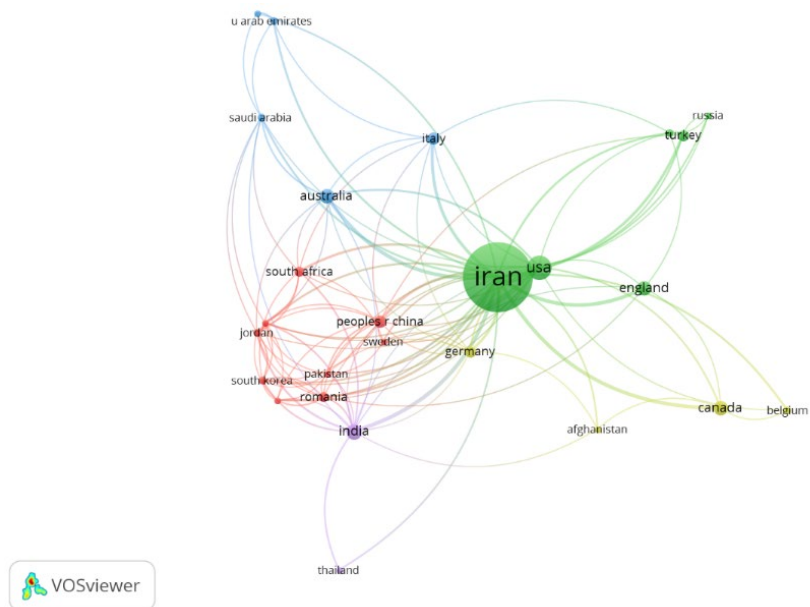 u arab emirates
russia
saudi arabia
turkey
italy
australia
usa
iran
south africa
england
peoples r china
jordan
sweden
germany
pakistan
south korea
romania
canada
belgium
india
afghanistan
thailand
VOSviewer